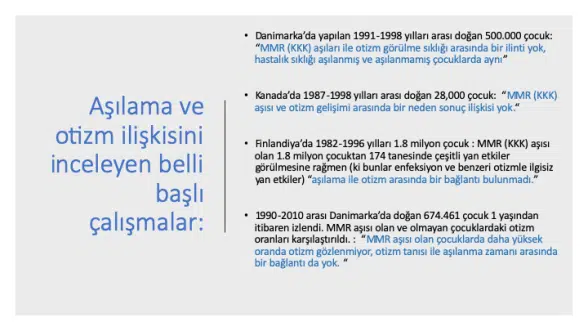 Aşılama ve
otizm ilişkisini
inceleyen belli
başlı
çalışmalar:
• Danimarka'da yapılan 1991-1998 yılları arası doğan 500.000 çocuk:
"MMR (KKK) aşıları ile otizm görülme sıklığı arasında bir ilinti yok,
hastalık sıklığı aşılanmış ve aşılanmamış çocuklarda aynı"
• Kanada'da 1987-1998 yılları arası doğan 28,000 çocuk: "MMR (KKK)
aşısı ve otizm gelişimi arasında bir neden sonuç ilişkisi yok."
• Finlandiya'da 1982-1996 yılları 1.8 milyon çocuk : MMR (KKK) aşısı
olan 1.8 milyon çocuktan 174 tanesinde çeşitli yan etkiler
görülmesine rağmen (ki bunlar enfeksiyon ve benzeri otizmle ilgisiz
yan etkiler) "aşılama ile otizm arasında bir bağlantı bulunmadı."
• 1990-2010 arası Danimarka'da doğan 674.461 çocuk 1 yaşından
itibaren izlendi. MMR aşısı olan ve olmayan çocuklardaki otizm
oranları karşılaştırıldı. : "MMR aşısı olan çocuklarda daha yüksek
oranda otizm gözlenmiyor, otizm tanısı ile aşılanma zamanı arasında
bir bağlantı da yok. "